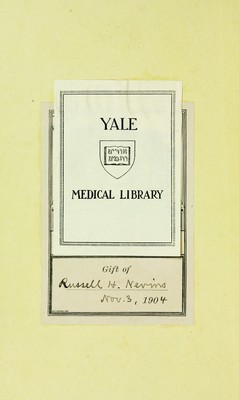 YALE
MEDICAL LIBRARY
Gift of
Russell H. Nevins
Nov. 3, 1904